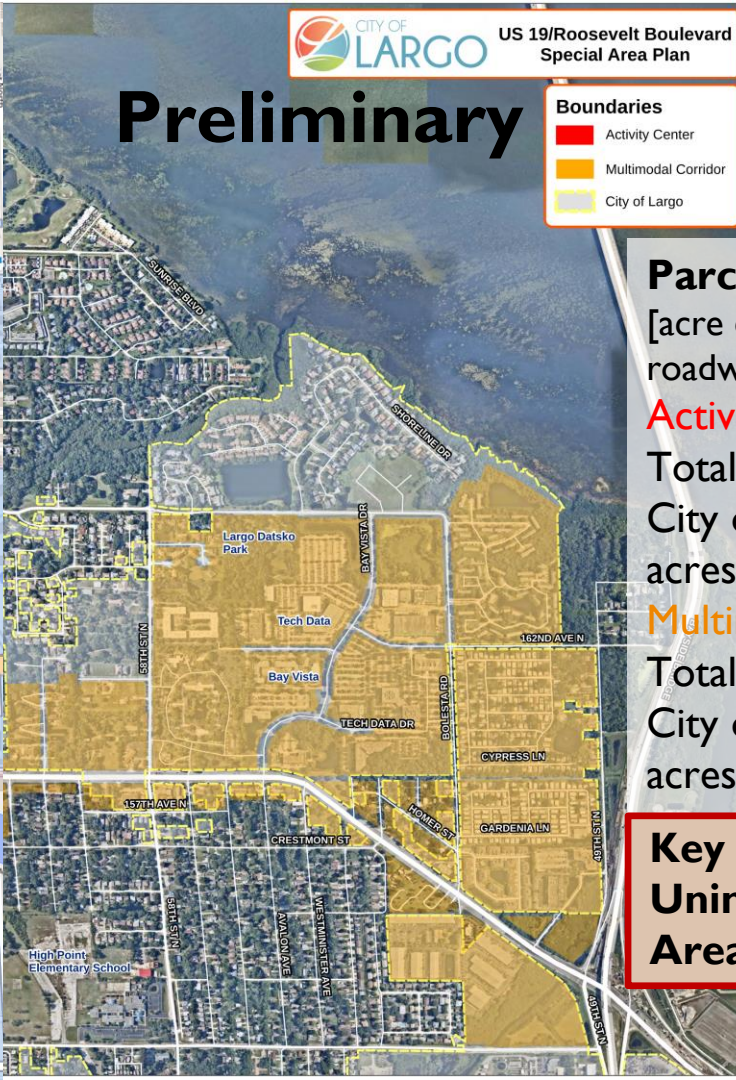 CITY OF
LARGO
US 19/Roosevelt Boulevard
Special Area Plan
Preliminary
Boundaries
Activity Center
Multimodal Corridor
City of Largo
SUNRISE BLVD
Parc
[acre
roadw
Activ
Total
City
acres
Multi
Total
City
acres
SHORELINE DR
BAY VISTA DR
Largo Datsko
Park
58TH ST N
Tech Data
162ND AVE N
Bay Vista
BOLESTA RD
TECH DATA DR
CYPRESS LN
157TH AVE N
HOMER ST
GARDENIA LN
49TH ST N
CRESTMONT ST
Key
Unin
Area
58TH ST N
AVALON AVE
WESTMINISTER AVE
High Point
Elementary School
49TH ST N